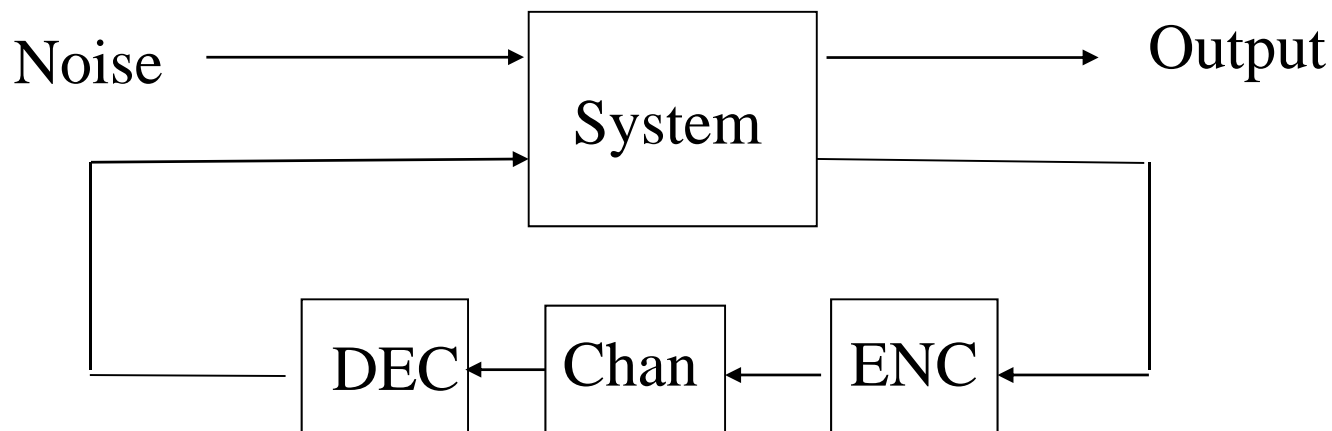 Noise
Output
System
DEC
Chan
ENC